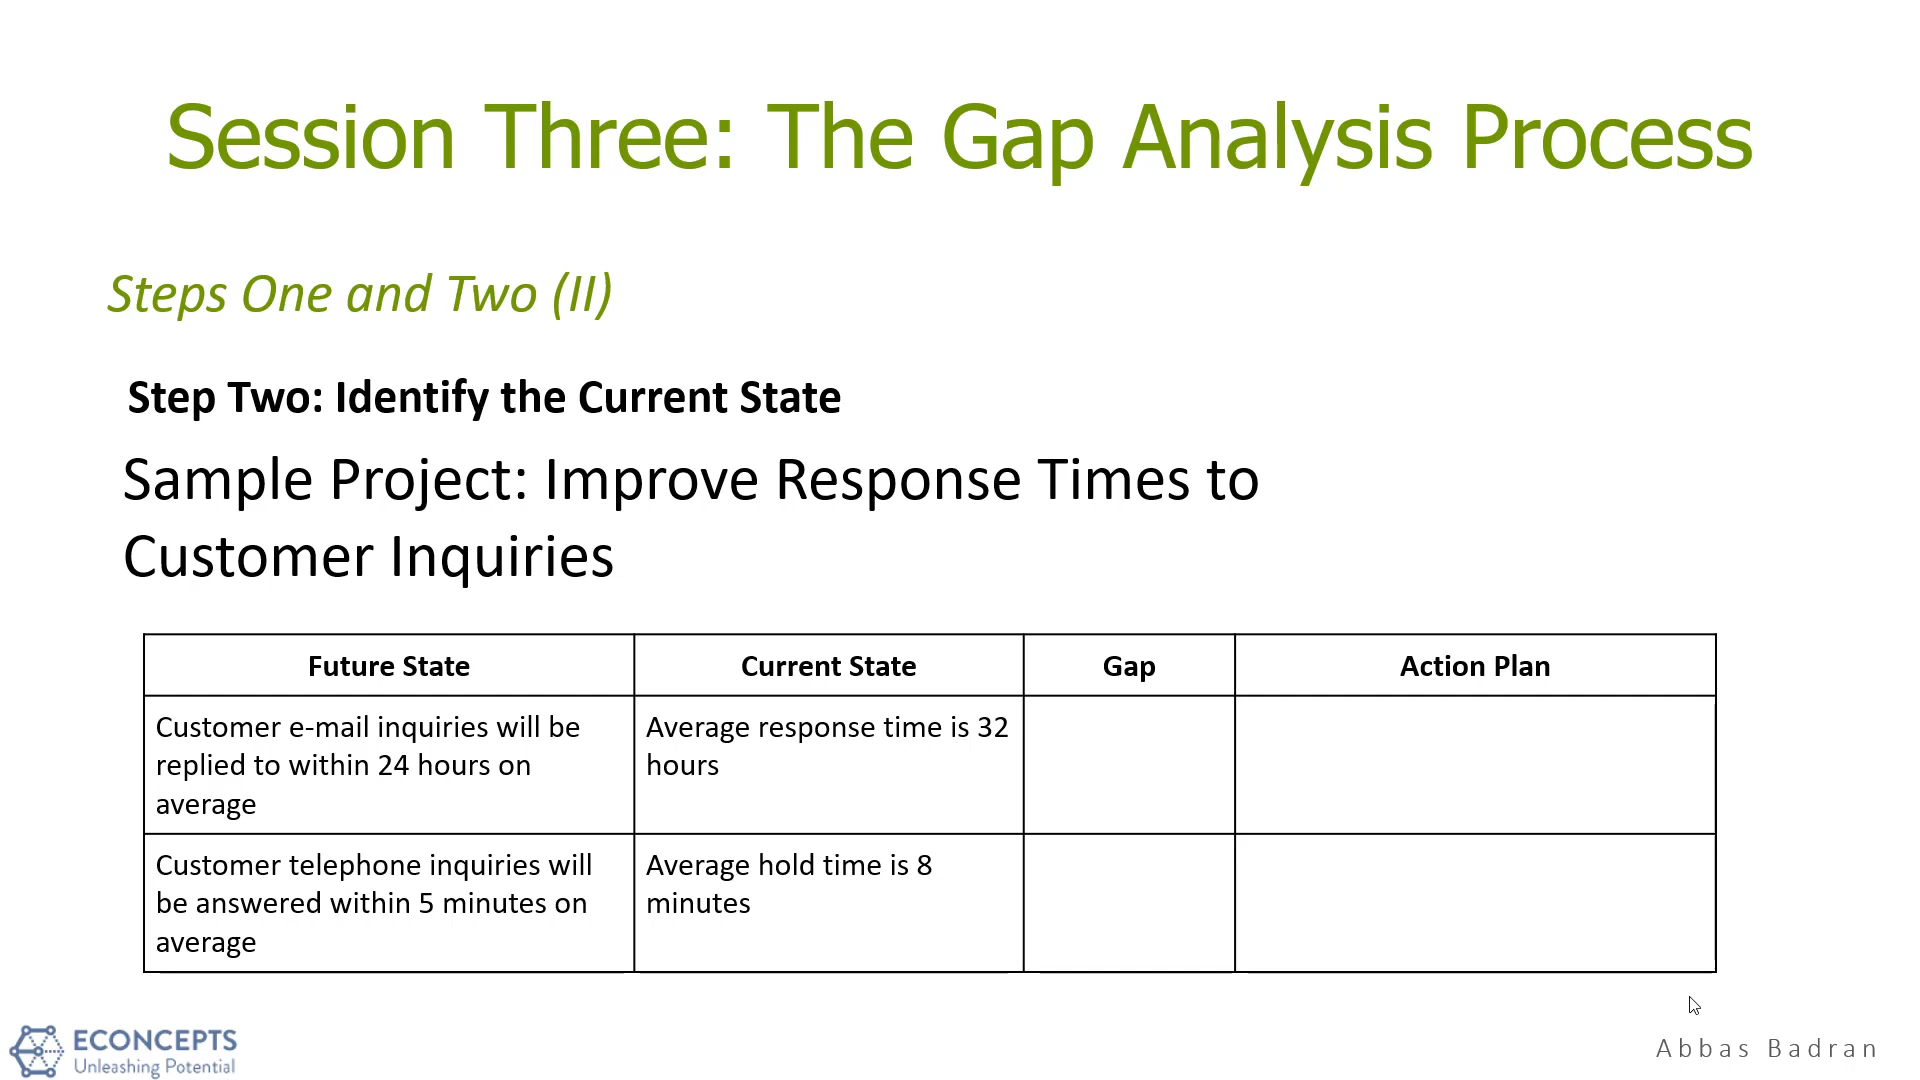 Session Three: The Gap Analysis Process
Steps One and Two (II)
Step Two: Identify the Current State
Sample Project: Improve Response Times to
Customer Inquiries
Future State
Current State
Gap
Action Plan
Customer e-mail inquiries will be
replied to within 24 hours on
average
Average response time is 32
hours
Customer telephone inquiries will
be answered within 5 minutes on
average
Average hold time is 8
minutes
ECONCEPTS
Unleashing Potential
Abbas Badran